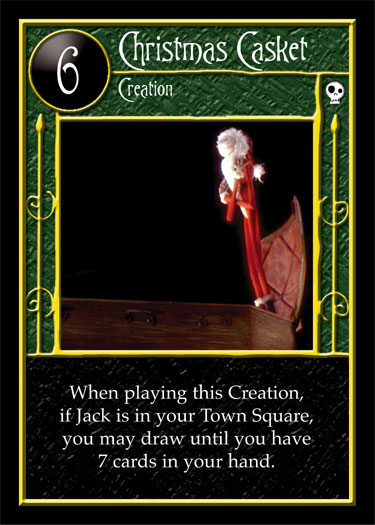 6
Christmas Casket
Creation
When playing this Creation,
if Jack is in your Town Square,
you may draw until you have
7 cards in your hand.